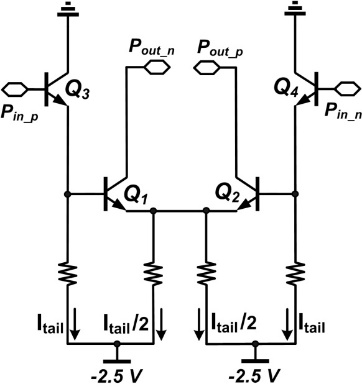 P_out_n P_out_p
Q3 Q4
P_in_p P_in_n
Q1 Q2
I_tail I_tail/2 I_tail/2 I_tail
-2.5 V -2.5 V